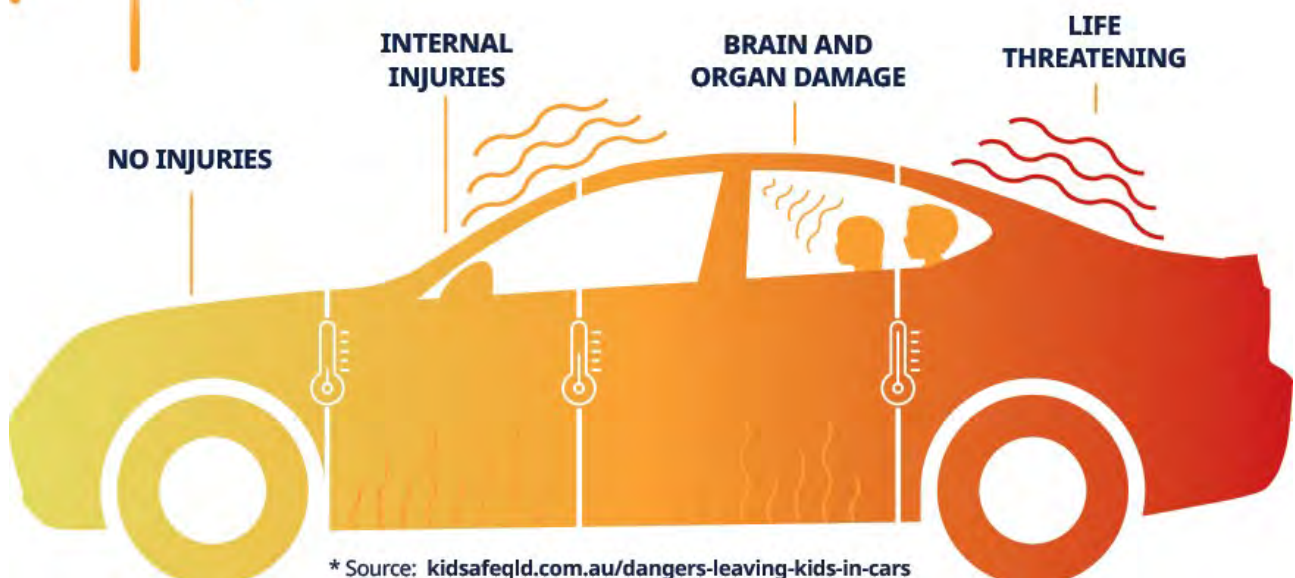 NO INJURIES
INTERNAL
INJURIES
BRAIN AND
ORGAN DAMAGE
LIFE
THREATENING
* Source: kidsafeqld.com.au/dangers-leaving-kids-in-cars